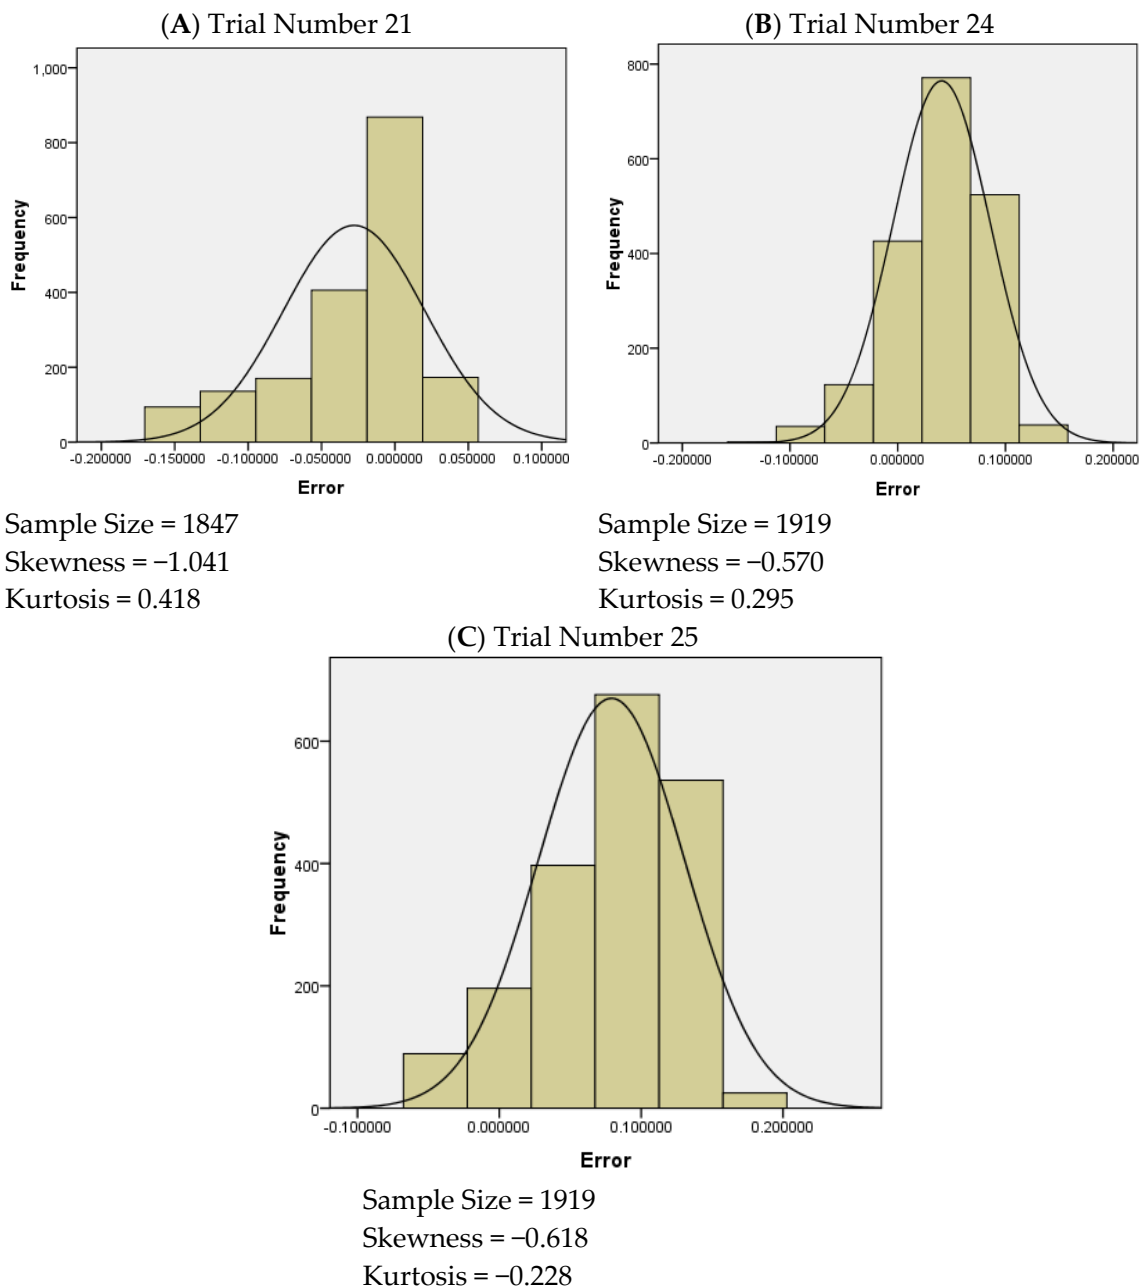 (A) Trial Number 21
1,000
800
600
400
200
0
Frequency
-0.200000 -0.150000 -0.100000 -0.050000 0.000000 0.050000 0.100000
Error
Sample Size = 1847
Skewness = −1.041
Kurtosis = 0.418
(B) Trial Number 24
800
600
400
200
0
Frequency
-0.200000 -0.100000 0.000000 0.100000 0.200000
Error
Sample Size = 1919
Skewness = −0.570
Kurtosis = 0.295
(C) Trial Number 25
600
400
200
0
Frequency
-0.100000 0.000000 0.100000 0.200000
Error
Sample Size = 1919
Skewness = −0.618
Kurtosis = −0.228